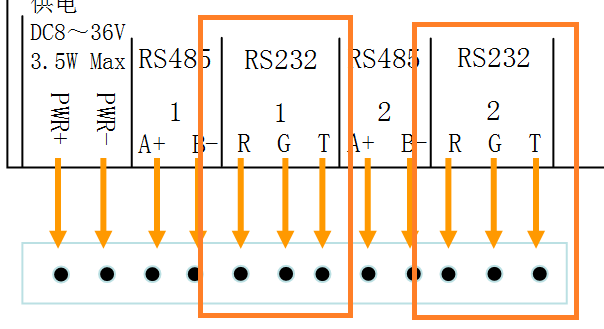 供电
DC8～36V
3.5W Max
PWR+
PWR-
RS485
1
A+ B-
RS232
1
R G T
RS485
2
A+ B-
RS232
2
R G T